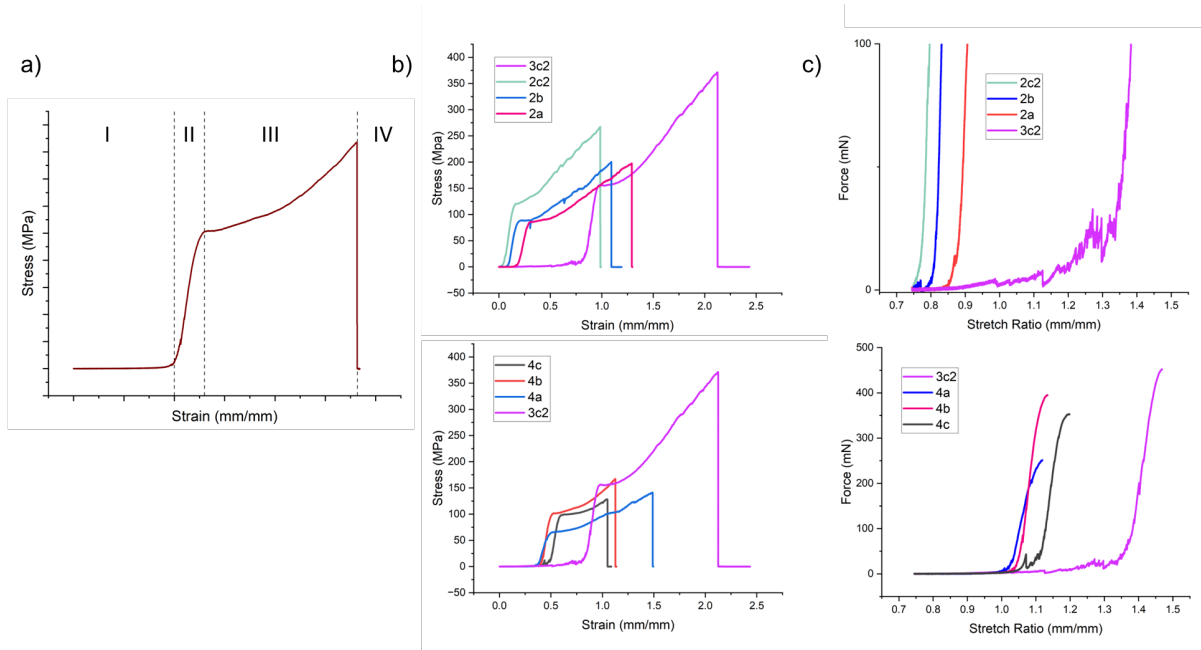 a)
I II III IV
Stress (MPa)
Strain (mm/mm)
b)
400
350
300
250
200
150
100
50
0
−50
3c2
2c2
2b
2a
Stress (Mpa)
0.0 0.5 1.0 1.5 2.0 2.5
Strain (mm/mm)
400
350
300
250
200
150
100
50
0
−50
4c
4b
4a
3c2
Stress (MPa)
0.0 0.5 1.0 1.5 2.0 2.5
Strain (mm/mm)
c)
100
50
0
2c2
2b
2a
3c2
Force (mN)
0.7 0.8 0.9 1.0 1.1 1.2 1.3 1.4 1.5
Stretch Ratio (mm/mm)
500
400
300
200
100
0
3c2
4a
4b
4c
Force (mN)
0.7 0.8 0.9 1.0 1.1 1.2 1.3 1.4 1.5
Stretch Ratio (mm/mm)